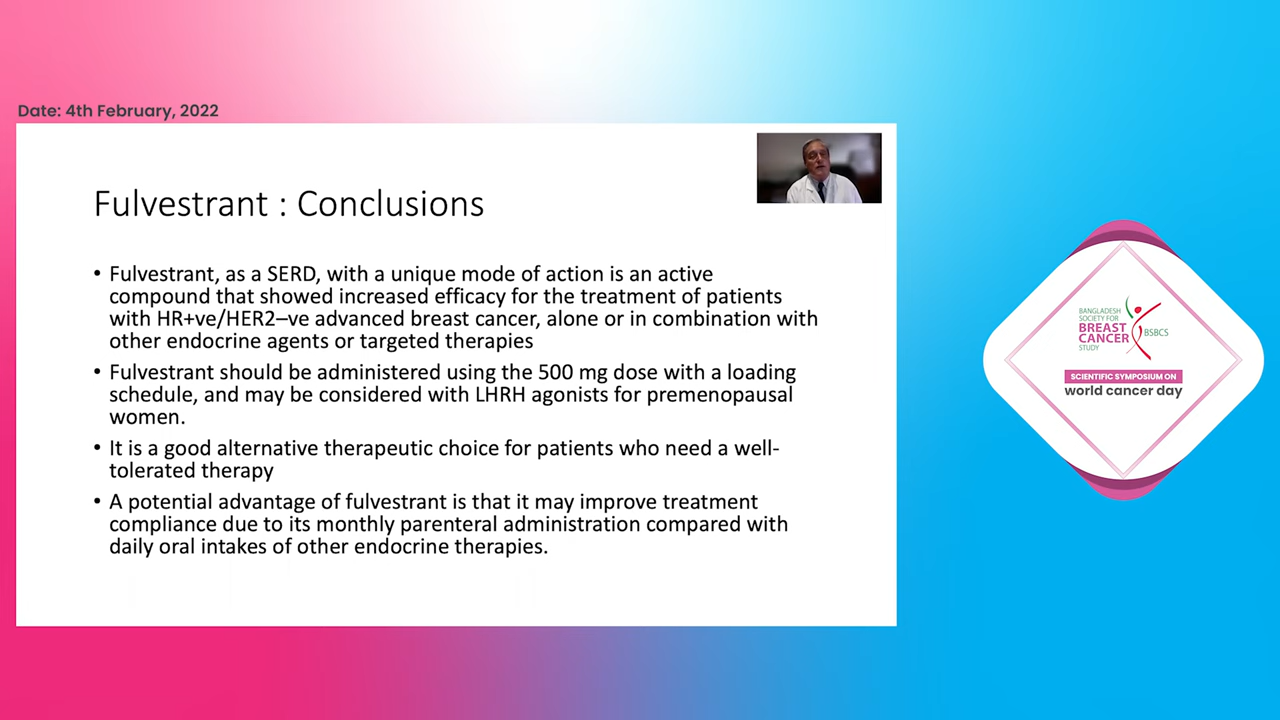 Date: 4th February, 2022
Fulvestrant : Conclusions
• Fulvestrant, as a SERD, with a unique mode of action is an active
compound that showed increased efficacy for the treatment of patients
with HR+ve/HER2–ve advanced breast cancer, alone or in combination with
other endocrine agents or targeted therapies
• Fulvestrant should be administered using the 500 mg dose with a loading
schedule, and may be considered with LHRH agonists for premenopausal
women.
• It is a good alternative therapeutic choice for patients who need a well-
tolerated therapy
• A potential advantage of fulvestrant is that it may improve treatment
compliance due to its monthly parenteral administration compared with
daily oral intakes of other endocrine therapies.
BANGLADESH
SOCIETY FOR
BREAST
CANCER
STUDY
BSBCS
SCIENTIFIC SYMPOSIUM ON
world cancer day